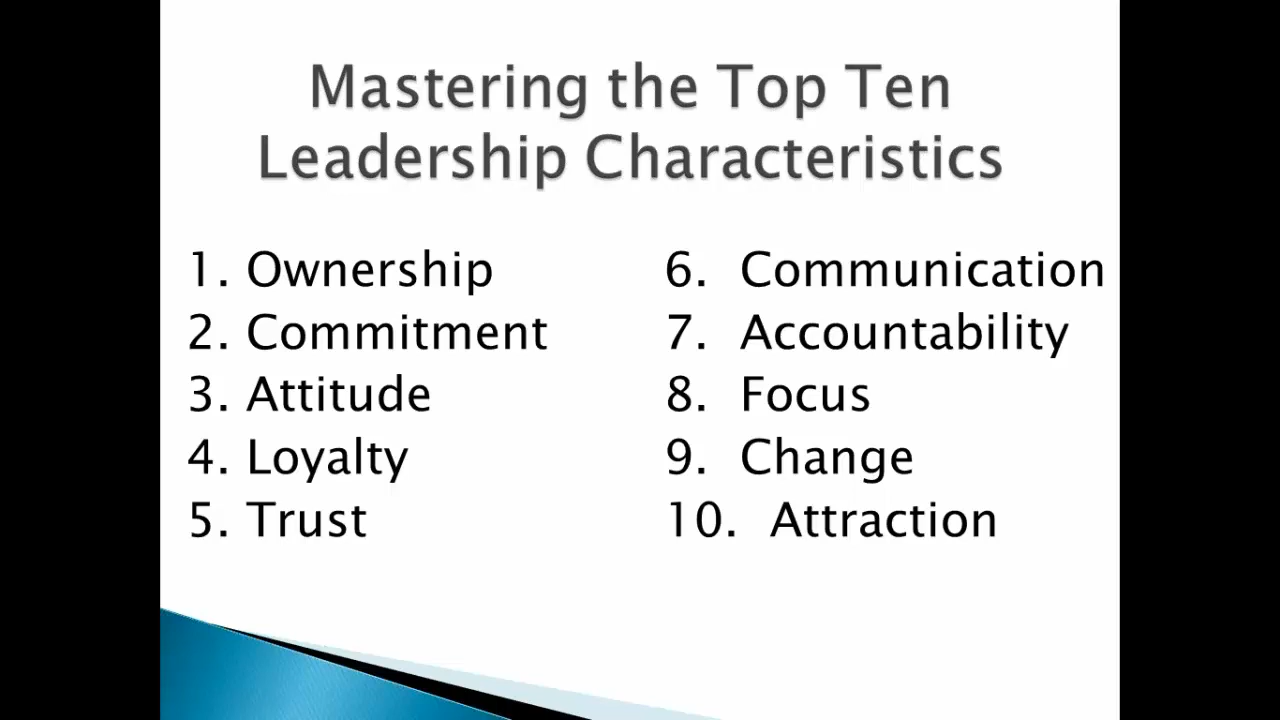 Mastering the Top Ten
Leadership Characteristics
1. Ownership
2. Commitment
3. Attitude
4. Loyalty
5. Trust
6. Communication
7. Accountability
8. Focus
9. Change
10. Attraction